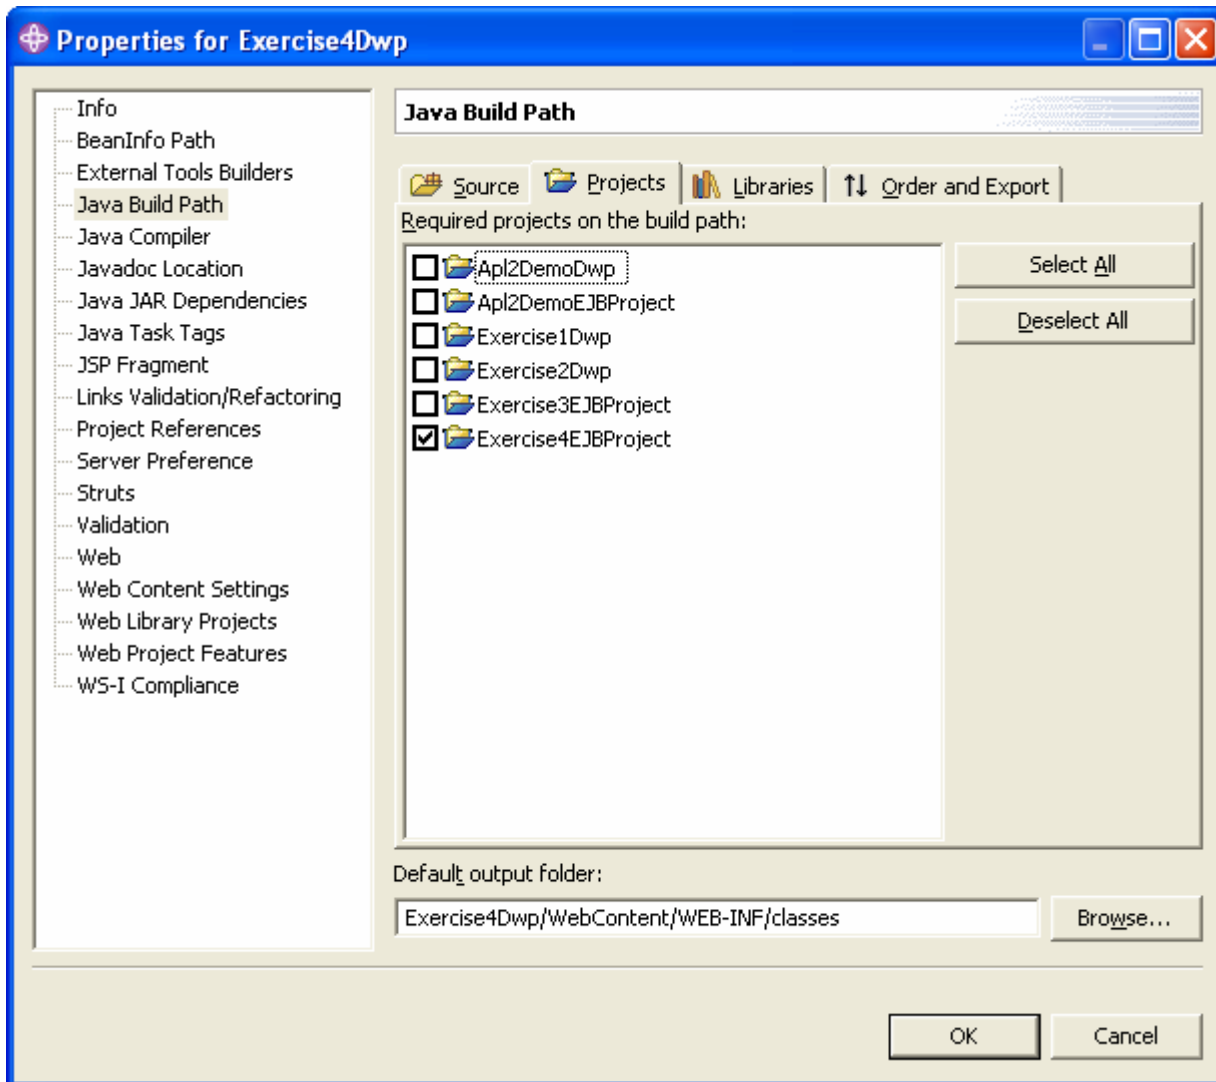 Properties for Exercise4Dwp
Info
BeanInfo Path
External Tools Builders
Java Build Path
Java Compiler
Javadoc Location
Java JAR Dependencies
Java Task Tags
JSP Fragment
Links Validation/Refactoring
Project References
Server Preference
Struts
Validation
Web
Web Content Settings
Web Library Projects
Web Project Features
WS-I Compliance
Java Build Path
Source Projects Libraries Order and Export
Required projects on the build path:
Apl2DemoDwp
Apl2DemoEJBProject
Exercise1Dwp
Exercise2Dwp
Exercise3EJBProject
Exercise4EJBProject
Select All
Deselect All
Default output folder:
Exercise4Dwp/WebContent/WEB-INF/classes
Browse...
OK
Cancel